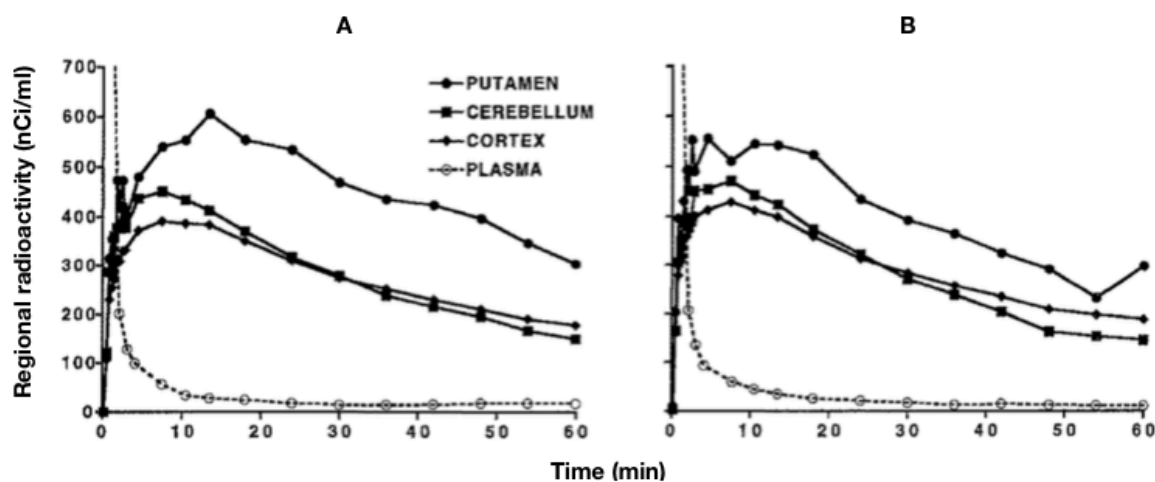 A
B
Regional radioactivity (nCi/ml)
700
600
500
400
300
200
100
0
PUTAMEN
CEREBELLUM
CORTEX
PLASMA
0 10 20 30 40 50 60
0 10 20 30 40 50 60
Time (min)